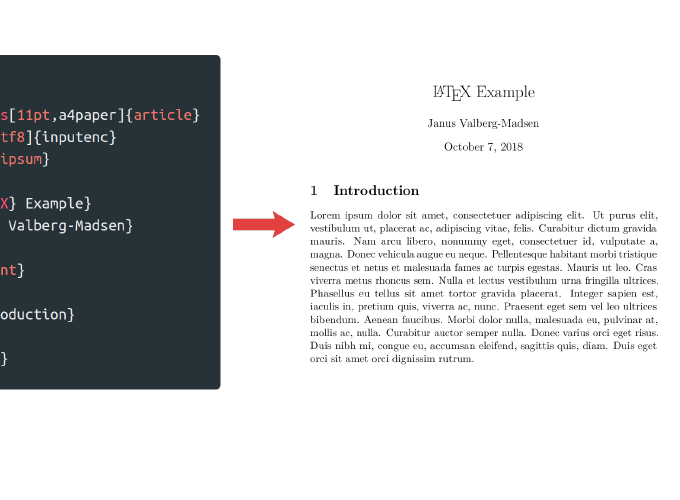 s[11pt,a4paper]{article}
tf8]{inputenc}
ipsum}
X} Example}
Valberg-Madsen}
nt}
oduction}
}
LATEX Example
Janus Valberg-Madsen
October 7, 2018
1 Introduction
Lorem ipsum dolor sit amet, consectetuer adipiscing elit. Ut purus elit,
vestibulum ut, placerat ac, adipiscing vitae, felis. Curabitur dictum gravida
mauris. Nam arcu libero, nonummy eget, consectetuer id, vulputate a,
magna. Donec vehicula augue eu neque. Pellentesque habitant morbi tristique
senectus et netus et malesuada fames ac turpis egestas. Mauris ut leo. Cras
viverra metus rhoncus sem. Nulla et lectus vestibulum urna fringilla ultrices.
Phasellus eu tellus sit amet tortor gravida placerat. Integer sapien est,
iaculis in, pretium quis, viverra ac, nunc. Praesent eget sem vel leo ultrices
bibendum. Aenean faucibus. Morbi dolor nulla, malesuada eu, pulvinar at,
mollis ac, nulla. Curabitur auctor semper nulla. Donec varius orci eget risus.
Duis nibh mi, congue eu, accumsan eleifend, sagittis quis, diam. Duis eget
orci sit amet orci dignissim rutrum.